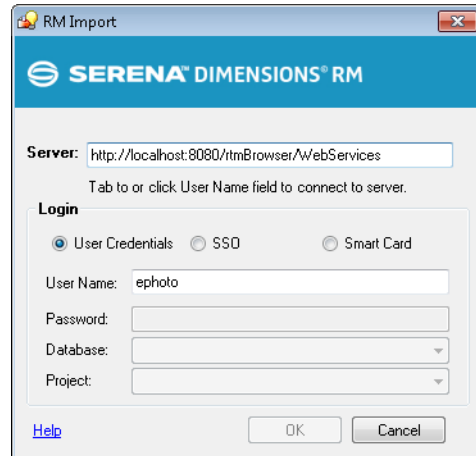 RM Import
SERENA™ DIMENSIONS® RM
Server: http://localhost:8080/rtmBrowser/WebServices
Tab to or click User Name field to connect to server.
Login
User Credentials SSO Smart Card
User Name: ephoto
Password:
Database:
Project:
Help OK Cancel